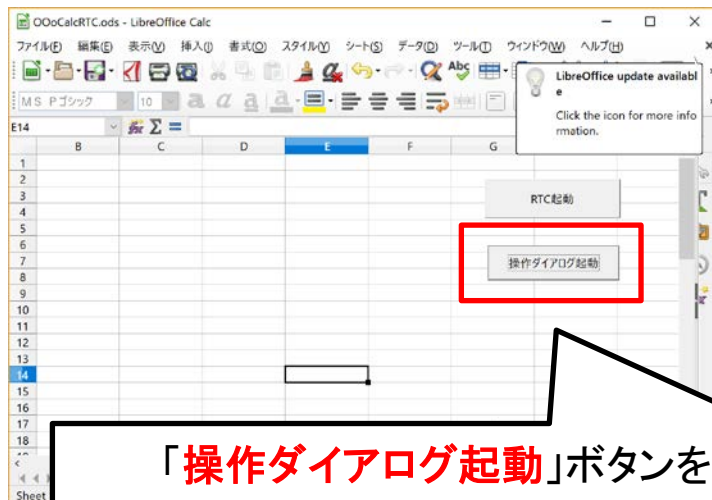 OOoCalcRTC.ods - LibreOffice Calc
ファイル(F) 編集(E) 表示(V) 挿入(I) 書式(O) スタイル(Y) シート(S) データ(D) ツール(T) ウィンドウ(W) ヘルプ(H)
LibreOffice update availabl
e
Click the icon for more info
rmation.
MS Pゴシック 10
E14
B C D E F G
1
2
3 RTC起動
4
5
6
7 操作ダイアログ起動
8
9
10
11
12
13
14
15
16
17
18
「操作ダイアログ起動」ボタンを
Sheet